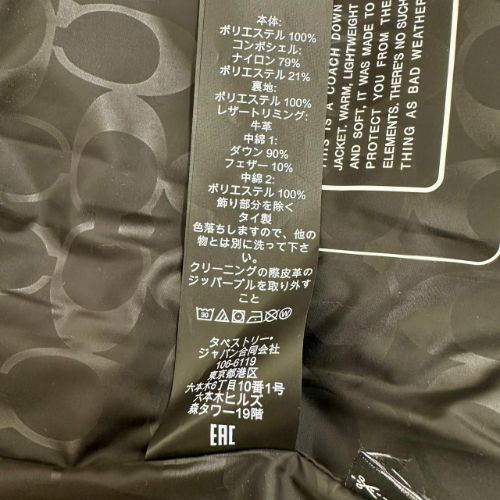 本体:
ポリエステル 100%
コンボシェル:
ナイロン 79%
ポリエステル 21%
裏地:
ポリエステル 100%
レザートリミング:
牛革
中綿 1:
ダウン 90%
フェザー 10%
中綿 2:
ポリエステル 100%
飾り部分を除く
タイ製
色落ちしますので、他の
物とは別に洗って下さ
い。
クリーニングの際皮革の
ジッパープルを取り外す
こと
30
W
タペストリー・
ジャパン合同会社
106-6119
東京都港区
六本木6丁目10番1号
六本木ヒルズ
森タワー19階
EAC
THIS IS A COACH DOWN
JACKET. WARM, LIGHTWEIGHT
AND SOFT, IT WAS MADE TO
PROTECT YOU FROM THE
ELEMENTS. THERE'S NO SUCH
THING AS BAD WEATHER